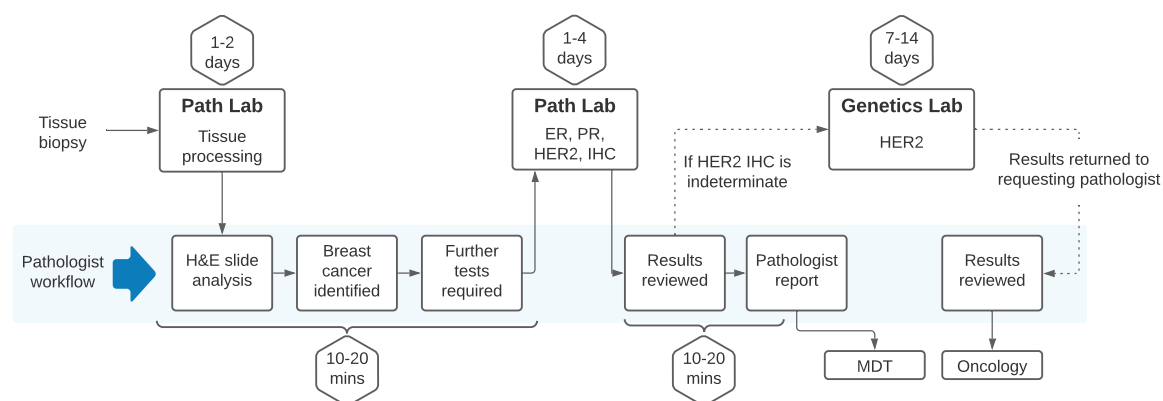 1-2
days
1-4
days
7-14
days
Path Lab
Tissue
processing
Path Lab
ER, PR,
HER2, IHC
Genetics Lab
HER2
Tissue
biopsy
If HER2 IHC is
indeterminate
Results returned to
requesting pathologist
Pathologist
workflow
H&E slide
analysis
Breast
cancer
identified
Further
tests
required
Results
reviewed
Pathologist
report
Results
reviewed
10-20
mins
10-20
mins
MDT
Oncology